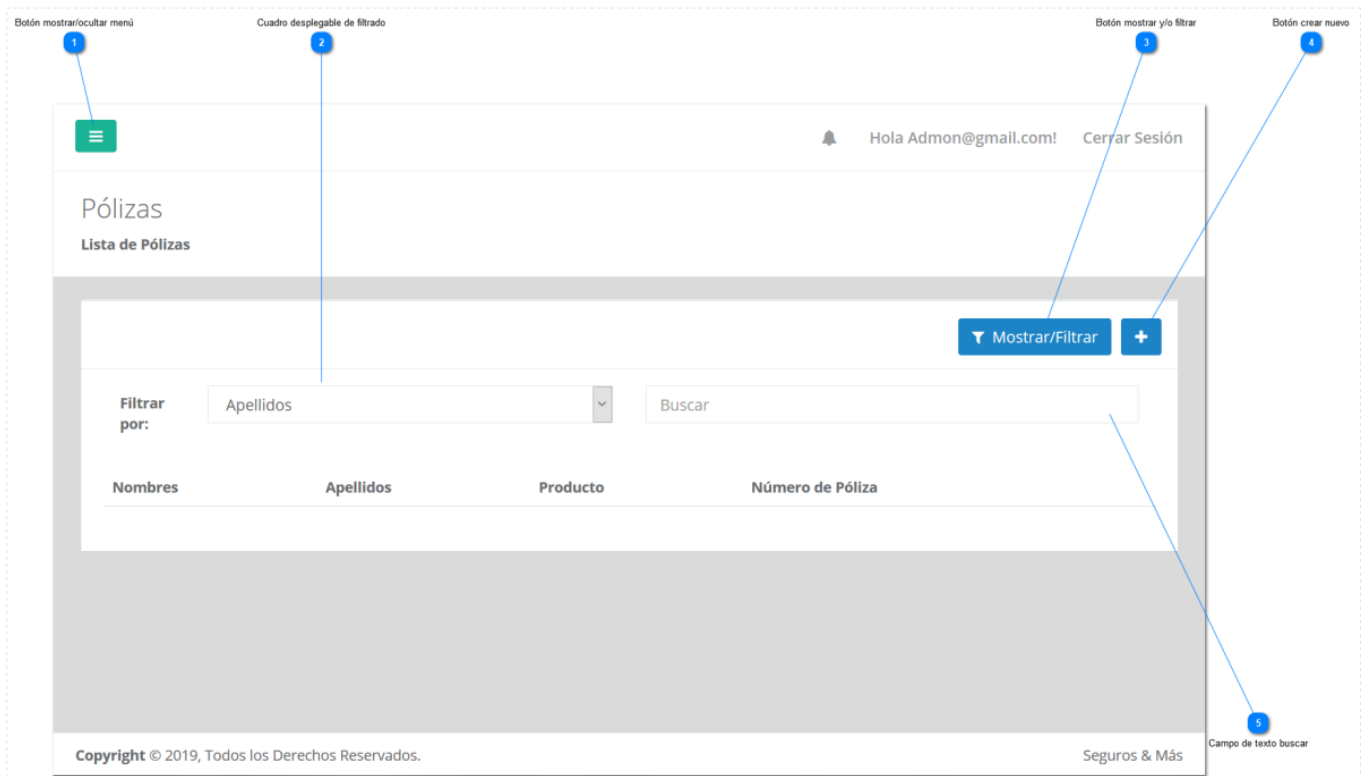 Botón mostrar/ocultar menú
Cuadro desplegable de filtrado
Botón mostrar y/o filtrar
Botón crear nuevo
1
2
3
4
Hola Admon@gmail.com!
Cerrar Sesión
Pólizas
Lista de Pólizas
Mostrar/Filtrar
Filtrar por:
Apellidos
Buscar
Nombres
Apellidos
Producto
Número de Póliza
5
Campo de texto buscar
Copyright © 2019, Todos los Derechos Reservados.
Seguros & Más